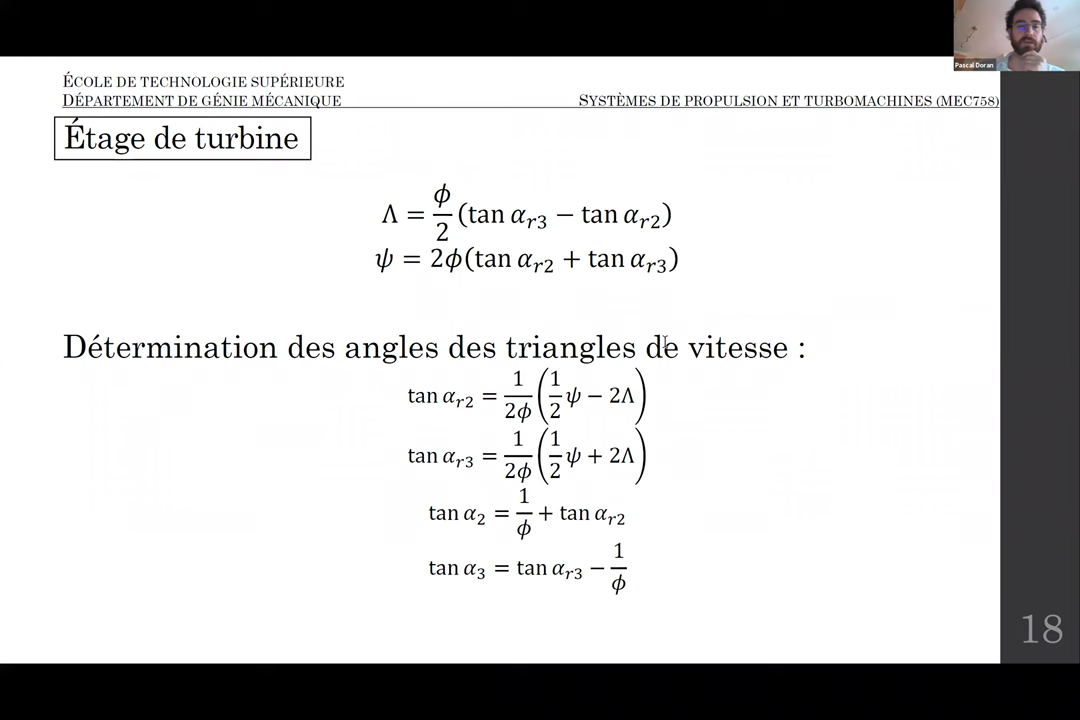 Pascal Doran
ÉCOLE DE TECHNOLOGIE SUPÉRIEURE
DÉPARTEMENT DE GÉNIE MÉCANIQUE
SYSTÈMES DE PROPULSION ET TURBOMACHINES (MEC758)
Étage de turbine
Λ = ϕ/2 (tan α_r3 − tan α_r2)
ψ = 2ϕ(tan α_r2 + tan α_r3)
Détermination des angles des triangles de vitesse :
tan α_r2 = 1/2ϕ (1/2 ψ − 2Λ)
tan α_r3 = 1/2ϕ (1/2 ψ + 2Λ)
tan α_2 = 1/ϕ + tan α_r2
tan α_3 = tan α_r3 − 1/ϕ
18